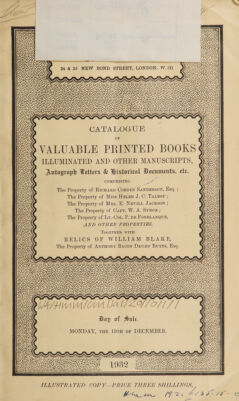 34 & 35 NEW BOND STREET, LONDON, W. (1)
CATALOGUE
OF
VALUABLE PRINTED BOOKS
ILLUMINATED AND OTHER MANUSCRIPTS,
Autograph Letters & Historical Documents, etc.
COMPRISING
The Property of RICHARD COBDEN SANDERSON, Esq.;
The Property of MISS HELEN J. C. TALBOT;
The Property of MRS. E. NEVILL JACKSON;
The Property of CAPT. W. A.
The Property of LT.-COL. F. DE FONBLANQUE,
AND OTHER PROPERTIES.
TOGETHER WITH
RELICS OF WILLIAM BLAKE,
The Property of ANTHONY BACON DRURY BUTTS, Esq.
Day of Sale
MONDAY, THE 19TH OF DECEMBER.
1932
ILLUSTRATED COPY—PRICE THREE SHILLINGS.